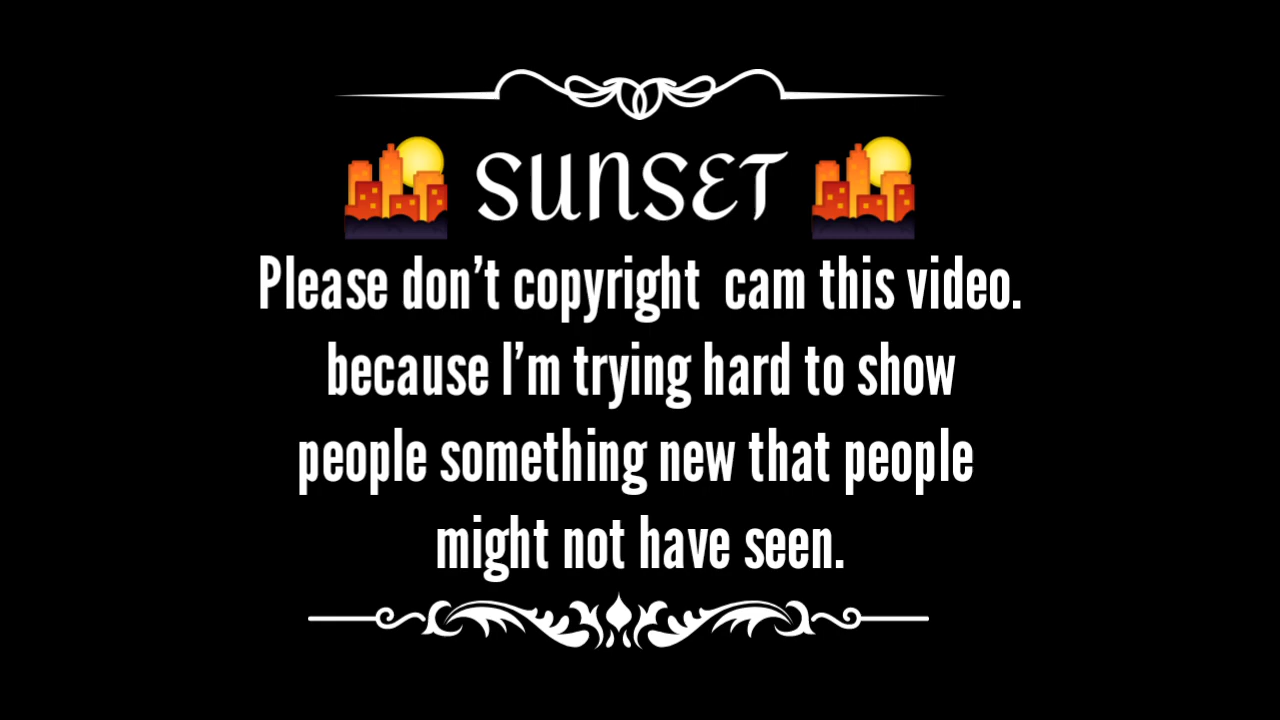 SUNSET
Please don’t copyright cam this video.
because I’m trying hard to show
people something new that people
might not have seen.